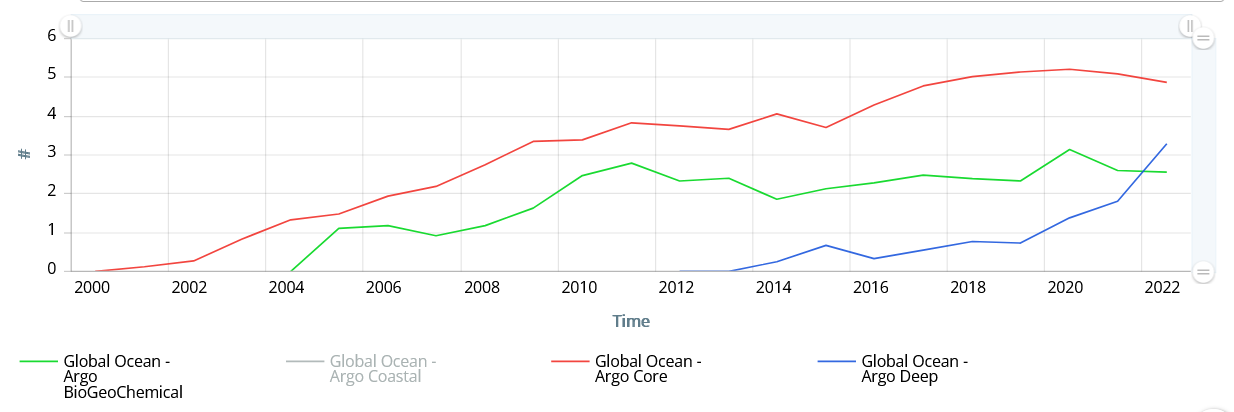 6
5
4
3
2
1
0
#
2000 2002 2004 2006 2008 2010 2012 2014 2016 2018 2020 2022
Time
Global Ocean -
Argo
BioGeoChemical
Global Ocean -
Argo Coastal
Global Ocean -
Argo Core
Global Ocean -
Argo Deep